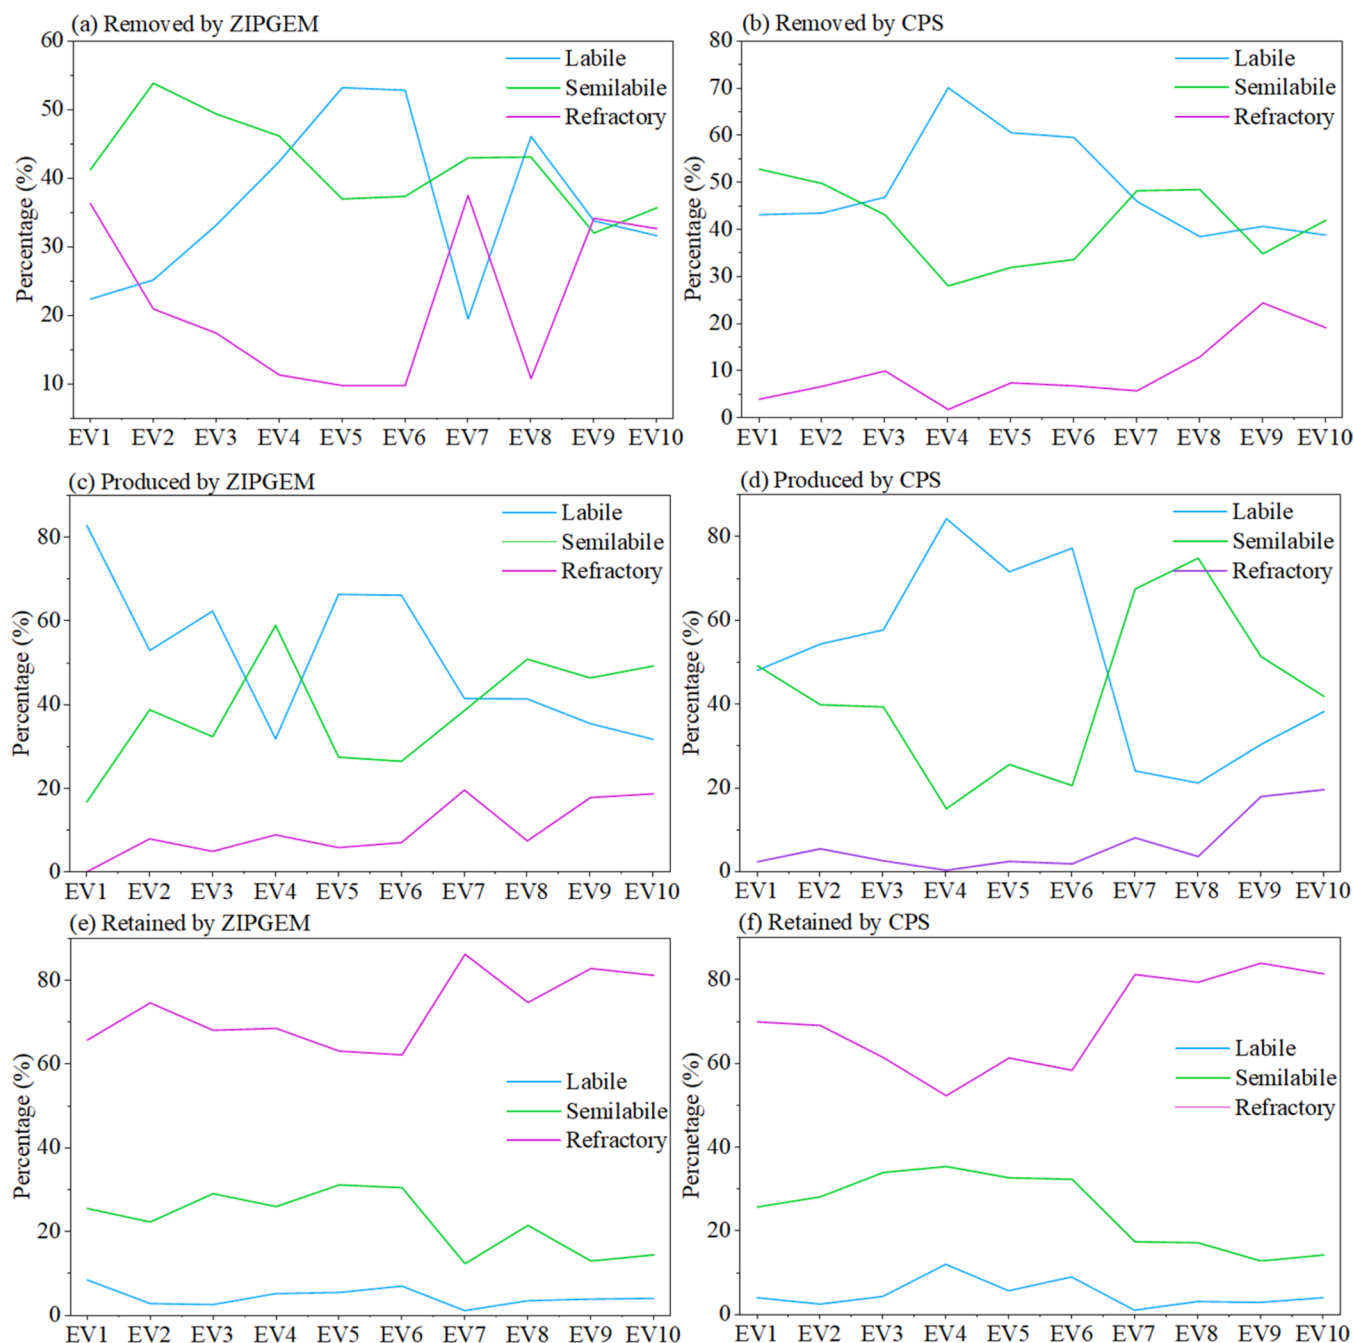 (a) Removed by ZIPGEM
60
50
40
30
20
10
Percentage (%)
Labile
Semilabile
Refractory
EV1 EV2 EV3 EV4 EV5 EV6 EV7 EV8 EV9 EV10
(b) Removed by CPS
80
70
60
50
40
30
20
10
0
Percentage (%)
Labile
Semilabile
Refractory
EV1 EV2 EV3 EV4 EV5 EV6 EV7 EV8 EV9 EV10
(c) Produced by ZIPGEM
80
60
40
20
0
Percentage (%)
Labile
Semilabile
Refractory
EV1 EV2 EV3 EV4 EV5 EV6 EV7 EV8 EV9 EV10
(d) Produced by CPS
80
60
40
20
0
Percentage (%)
Labile
Semilabile
Refractory
EV1 EV2 EV3 EV4 EV5 EV6 EV7 EV8 EV9 EV10
(e) Retained by ZIPGEM
80
60
40
20
0
Percentage (%)
Labile
Semilabile
Refractory
EV1 EV2 EV3 EV4 EV5 EV6 EV7 EV8 EV9 EV10
(f) Retained by CPS
80
60
40
20
0
Percnetage (%)
Labile
Semilabile
Refractory
EV1 EV2 EV3 EV4 EV5 EV6 EV7 EV8 EV9 EV10